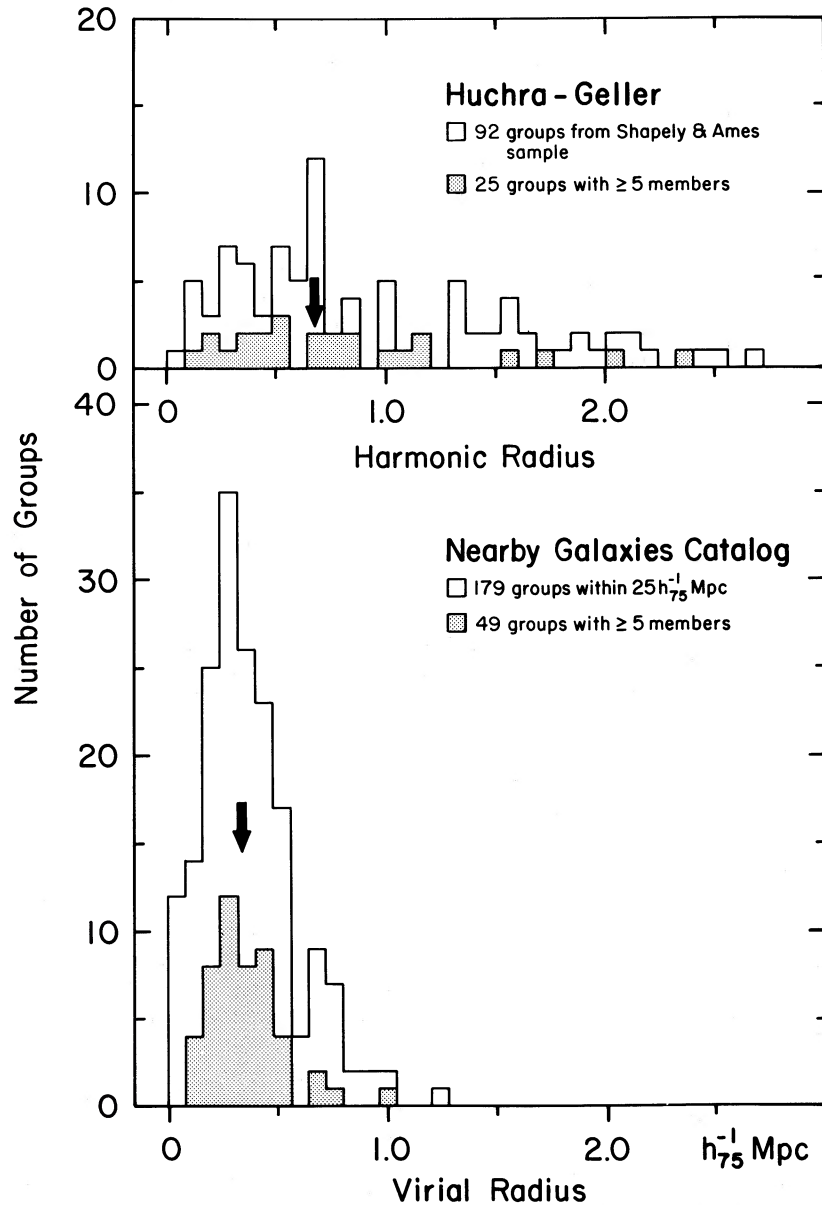 20
10
0
Huchra-Geller
92 groups from Shapely & Ames
sample
25 groups with ≥ 5 members
0 1.0 2.0
Harmonic Radius
Number of Groups
40
30
20
10
0
Nearby Galaxies Catalog
179 groups within 25 h₇₅⁻¹ Mpc
49 groups with ≥ 5 members
0 1.0 2.0 h₇₅⁻¹ Mpc
Virial Radius